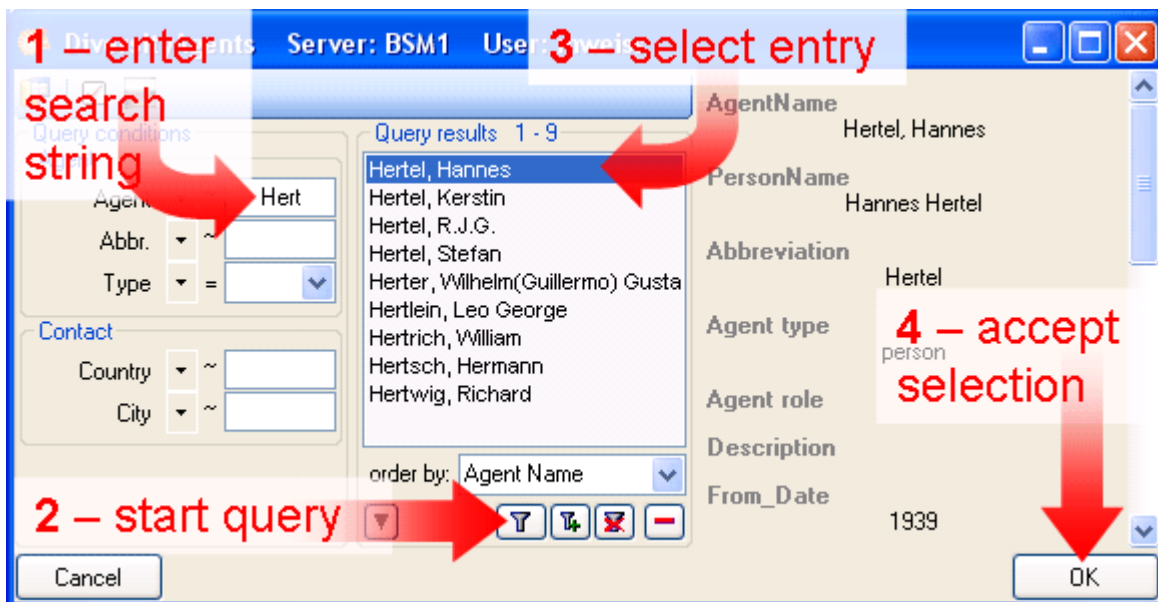 1 – enter
search
string
3 – select entry
Server: BSM1 User:
Query conditions
Agent
Hert
Abbr. ~
Type =
Contact
Country ~
City ~
Query results 1 - 9
Hertel, Hannes
Hertel, Kerstin
Hertel, R.J.G.
Hertel, Stefan
Herter, Wilhelm(Guillermo) Gusta
Hertlein, Leo George
Hertrich, William
Hertsch, Hermann
Hertwig, Richard
order by: Agent Name
2 – start query
AgentName
Hertel, Hannes
PersonName
Hannes Hertel
Abbreviation
Hertel
Agent type
person
Agent role
Description
From_Date
1939
4 – accept
selection
Cancel
OK